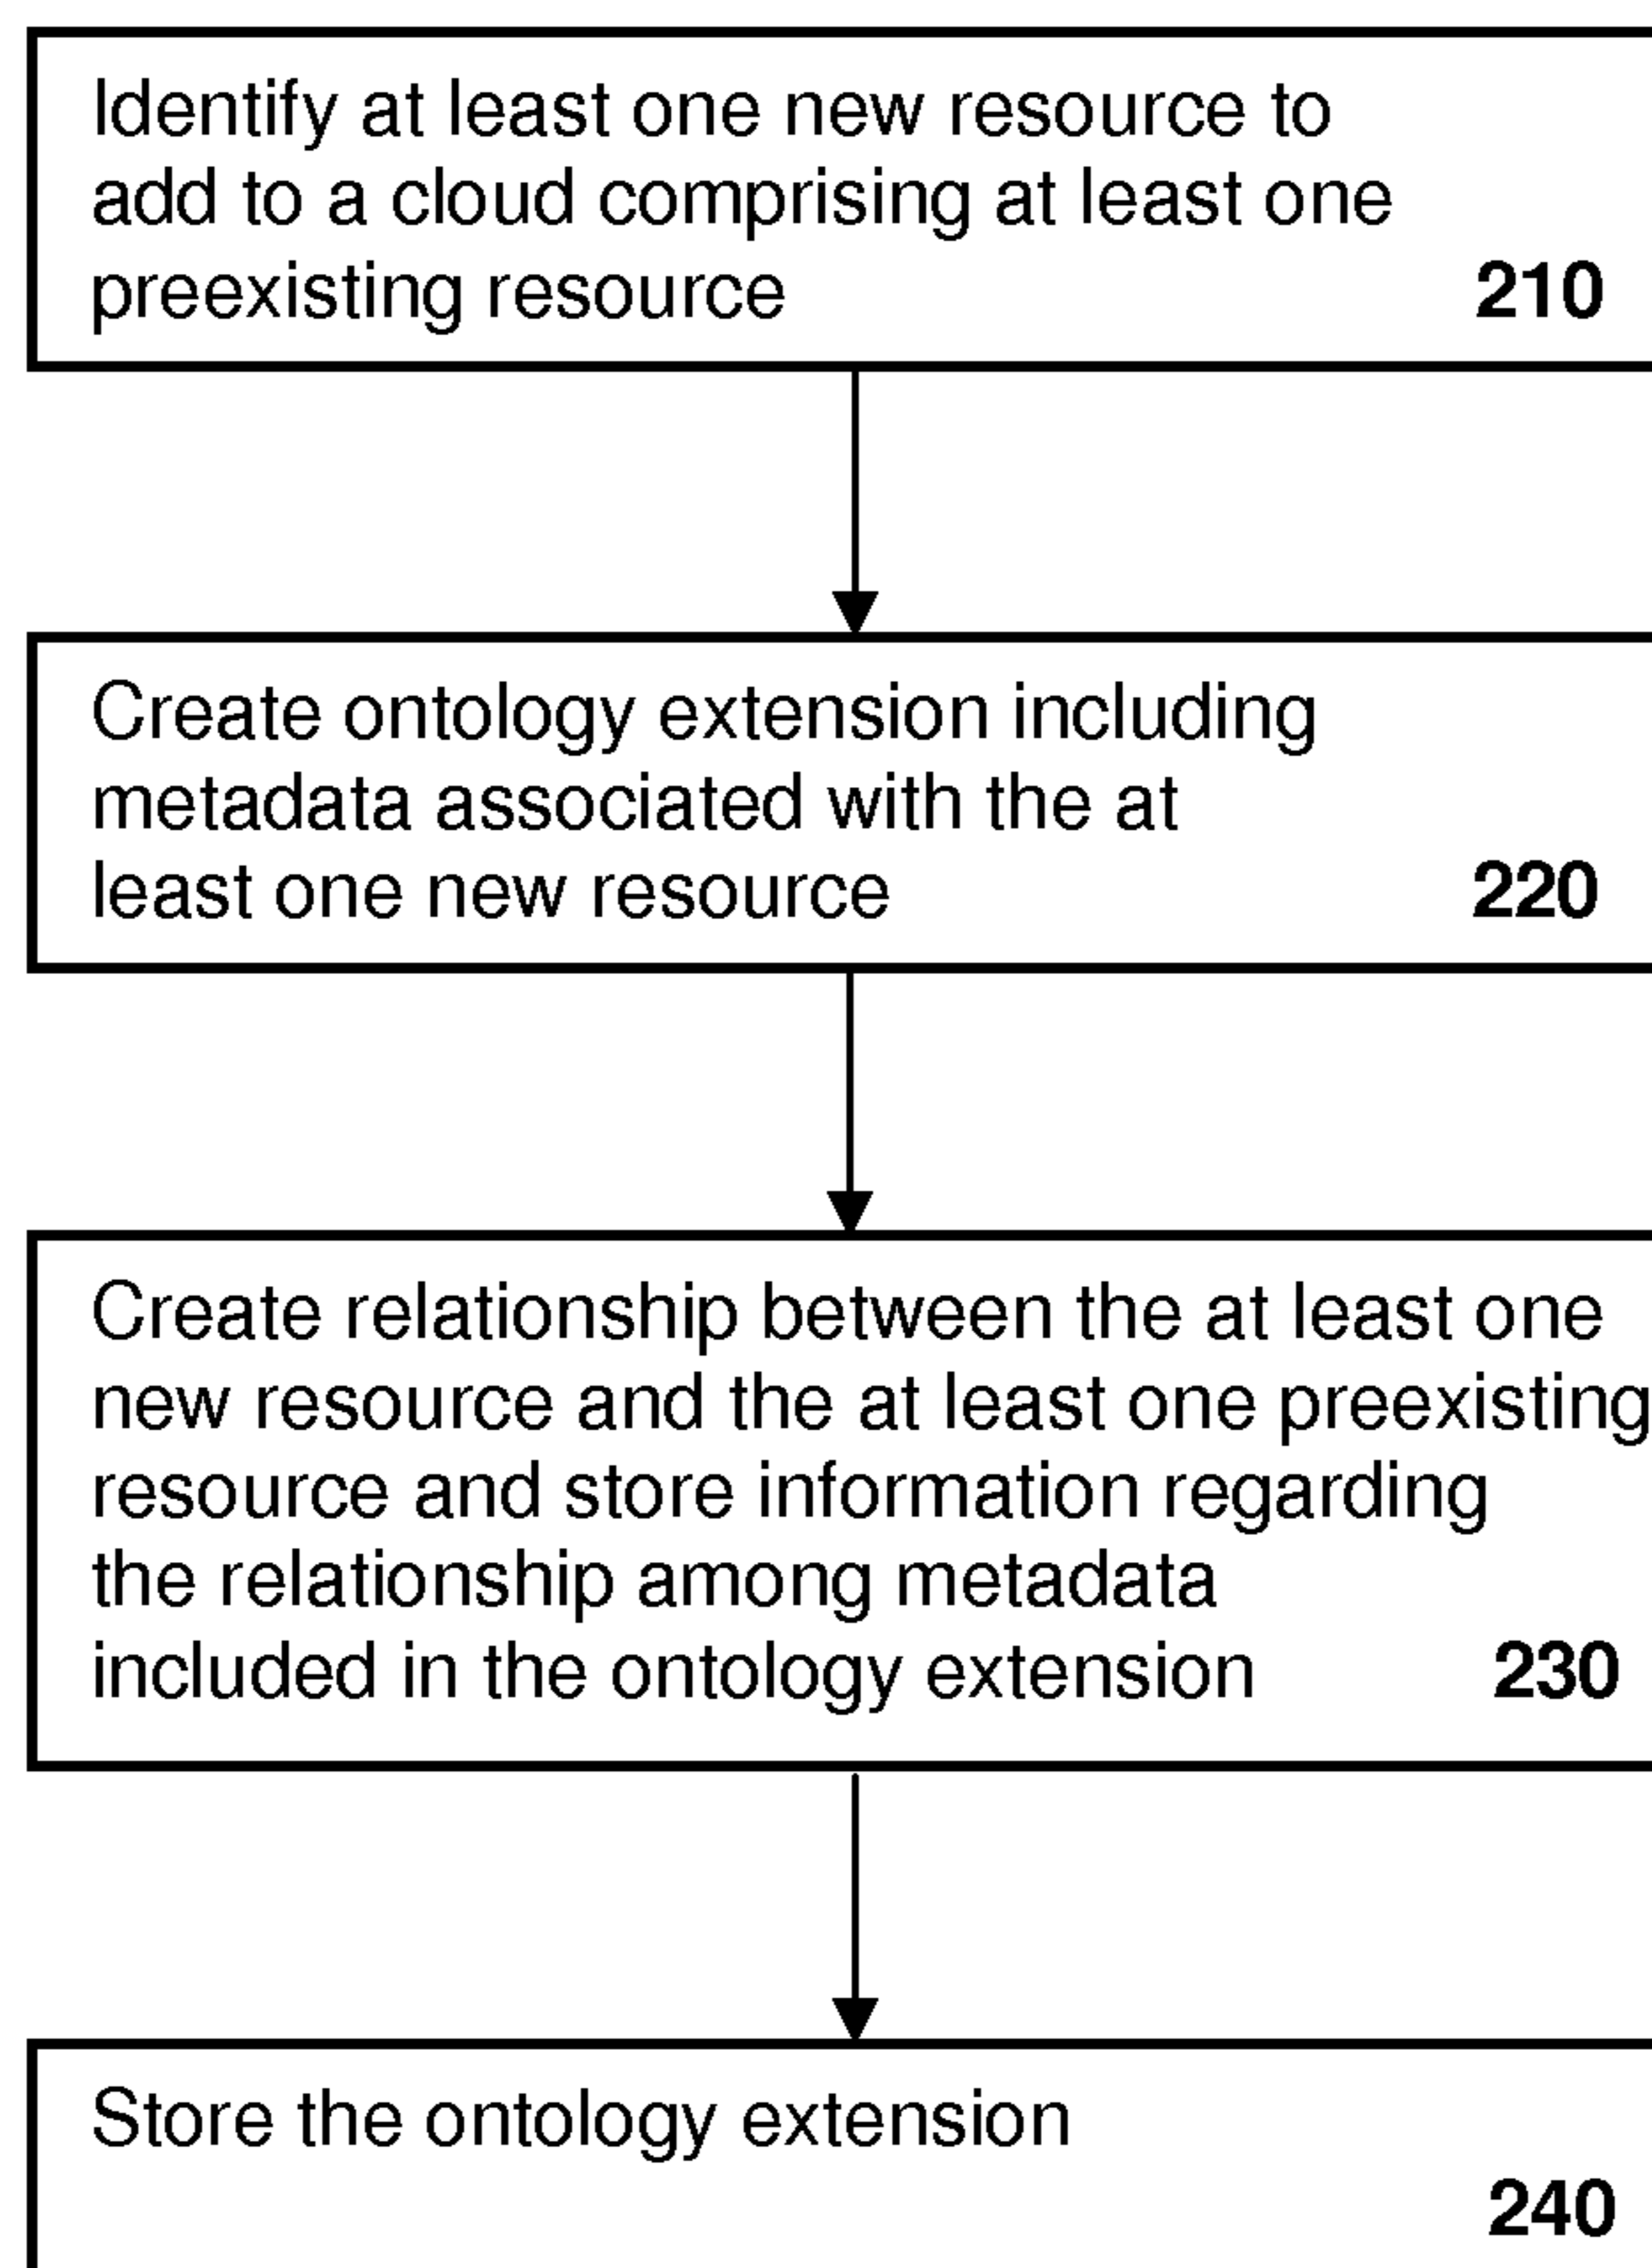 Identify at least one new resource to
add to a cloud comprising at least one
preexisting resource 210
Create ontology extension including
metadata associated with the at
least one new resource 220
Create relationship between the at least one
new resource and the at least one preexisting
resource and store information regarding
the relationship among metadata
included in the ontology extension 230
Store the ontology extension
240